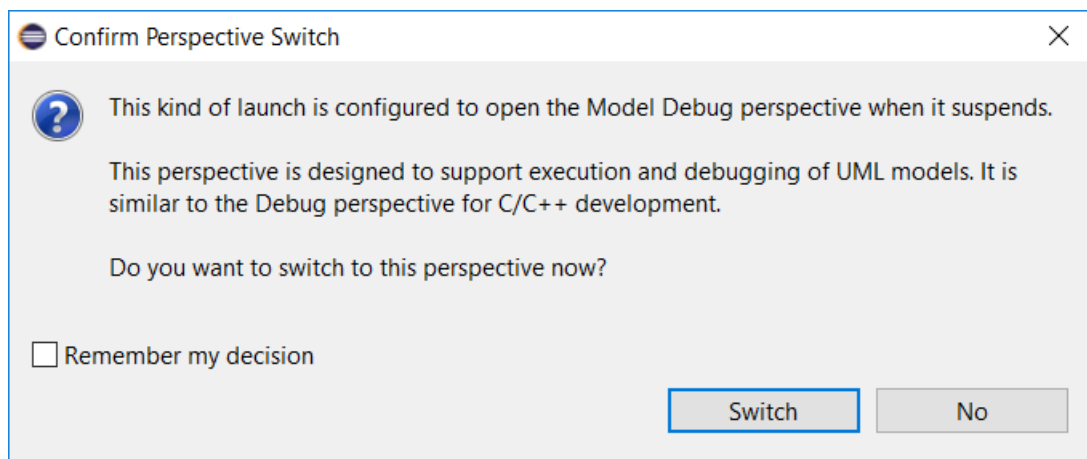 Confirm Perspective Switch
This kind of launch is configured to open the Model Debug perspective when it suspends.
This perspective is designed to support execution and debugging of UML models. It is
similar to the Debug perspective for C/C++ development.
Do you want to switch to this perspective now?
Remember my decision
Switch
No